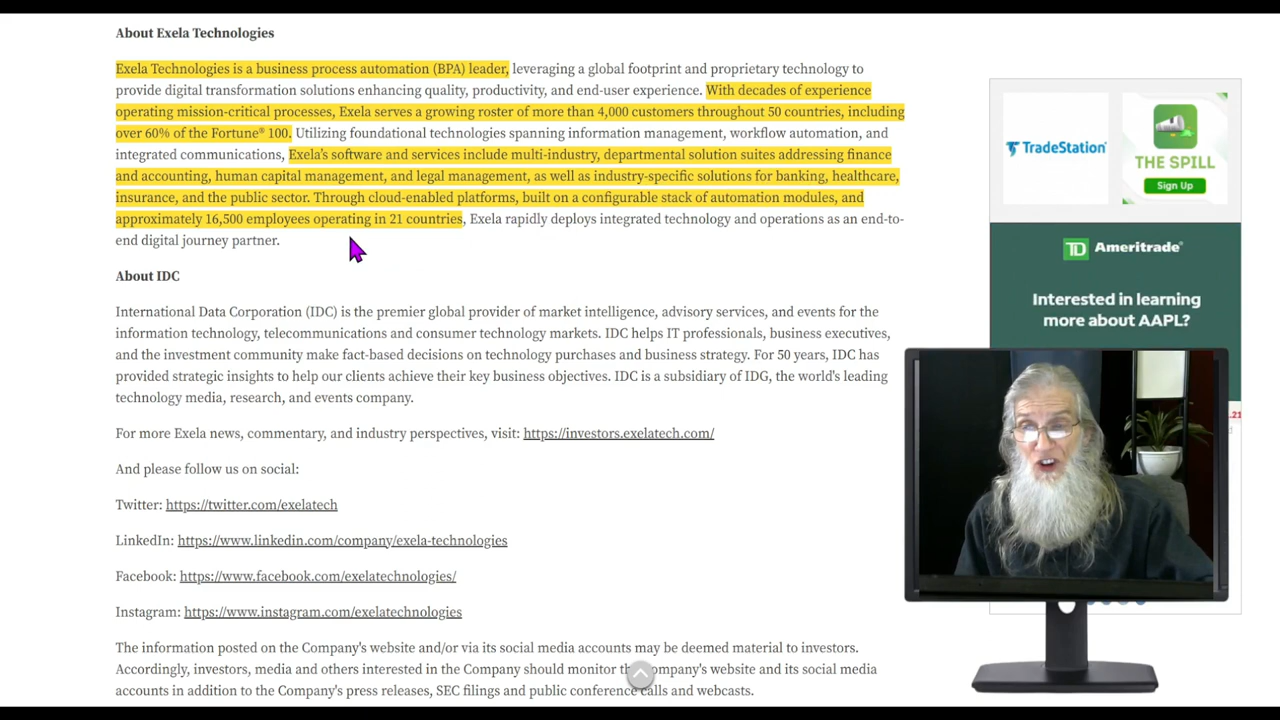 About Exela Technologies
Exela Technologies is a business process automation (BPA) leader, leveraging a global footprint and proprietary technology to
provide digital transformation solutions enhancing quality, productivity, and end-user experience. With decades of experience
operating mission-critical processes, Exela serves a growing roster of more than 4,000 customers throughout 50 countries, including
over 60% of the Fortune® 100. Utilizing foundational technologies spanning information management, workflow automation, and
integrated communications, Exela's software and services include multi-industry, departmental solution suites addressing finance
and accounting, human capital management, and legal management, as well as industry-specific solutions for banking, healthcare,
insurance, and the public sector. Through cloud-enabled platforms, built on a configurable stack of automation modules, and
approximately 16,500 employees operating in 21 countries, Exela rapidly deploys integrated technology and operations as an end-to-
end digital journey partner.
About IDC
International Data Corporation (IDC) is the premier global provider of market intelligence, advisory services, and events for the
information technology, telecommunications and consumer technology markets. IDC helps IT professionals, business executives,
and the investment community make fact-based decisions on technology purchases and business strategy. For 50 years, IDC has
provided strategic insights to help our clients achieve their key business objectives. IDC is a subsidiary of IDG, the world's leading
technology media, research, and events company.
For more Exela news, commentary, and industry perspectives, visit: https://investors.exelatech.com/
And please follow us on social:
Twitter: https://twitter.com/exelatech
LinkedIn: https://www.linkedin.com/company/exela-technologies
Facebook: https://www.facebook.com/exelatechnologies/
Instagram: https://www.instagram.com/exelatechnologies
The information posted on the Company's website and/or via its social media accounts may be deemed material to investors.
Accordingly, investors, media and others interested in the Company should monitor company's website and its social media
accounts in addition to the Company's press releases, SEC filings and public conference calls and webcasts.
TradeStation
THE SPILL
Sign Up
TD Ameritrade
Interested in learning
more about AAPL?
.21